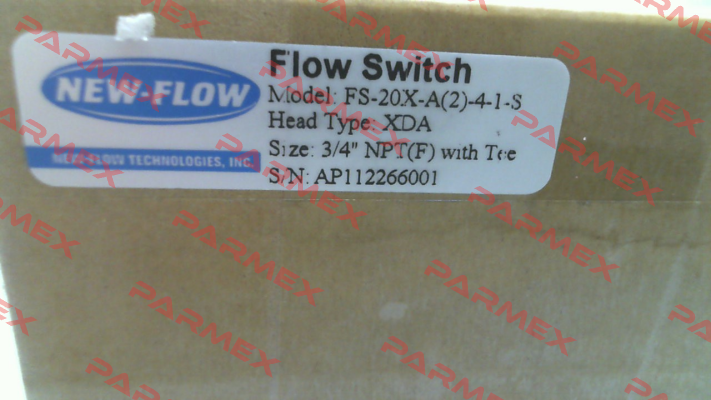 NEW-FLOW
NEW-FLOW TECHNOLOGIES, INC.
Flow Switch
Model: FS-20X-A(2)-4-1-S
Head Type: XDA
Size: 3/4" NPT(F) with Tee
S/N: AP112266001
PARMEX
PARMEX
PARMEX
PARMEX
PARMEX
PARMEX
PARMEX
PARMEX
PARMEX
PARMEX
PARMEX
PARMEX